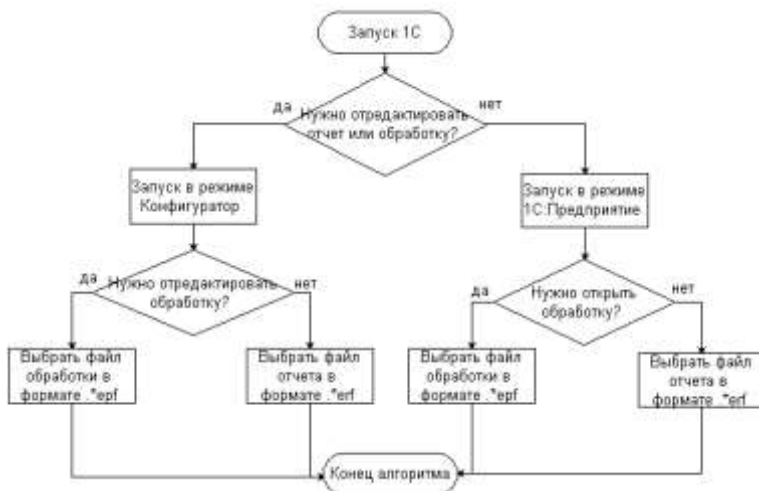 Запуск 1С
да
нет
Нужно отредактировать
отчет или обработку?
Запуск в режиме
Конфигуратор
Запуск в режиме
1С:Предприятие
да
Нужно отредактировать
обработку?
нет
да
Нужно открыть
обработку?
нет
Выбрать файл
обработки в
формате .*epf
Выбрать файл
отчета в
формате .*erf
Выбрать файл
обработки в
формате .*epf
Выбрать файл
отчета в
формате .*erf
Конец алгоритма